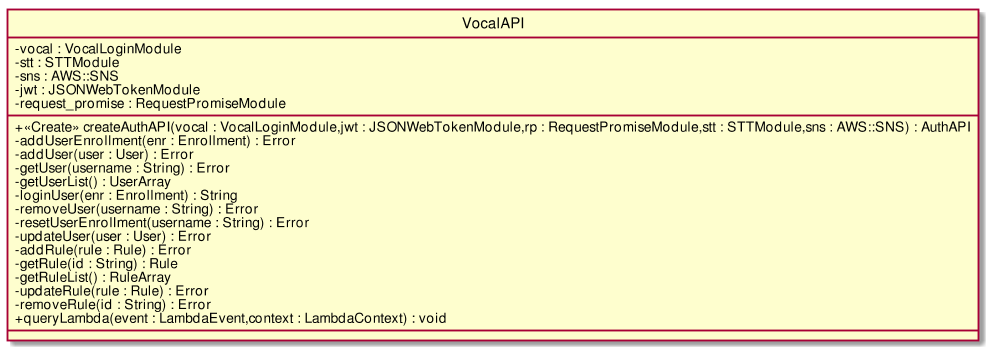 VocalAPI
-vocal : VocalLoginModule
-stt : STTModule
-sns : AWS::SNS
-jwt : JSONWebTokenModule
-request_promise : RequestPromiseModule
+«Create» createAuthAPI(vocal : VocalLoginModule,jwt : JSONWebTokenModule,rp : RequestPromiseModule,stt : STTModule,sns : AWS::SNS) : AuthAPI
-addUserEnrollment(enr : Enrollment) : Error
-addUser(user : User) : Error
-getUser(username : String) : Error
-getUserList() : UserArray
-loginUser(enr : Enrollment) : String
-removeUser(username : String) : Error
-resetUserEnrollment(username : String) : Error
-updateUser(user : User) : Error
-addRule(rule : Rule) : Error
-getRule(id : String) : Rule
-getRuleList() : RuleArray
-updateRule(rule : Rule) : Error
-removeRule(id : String) : Error
+queryLambda(event : LambdaEvent,context : LambdaContext) : void